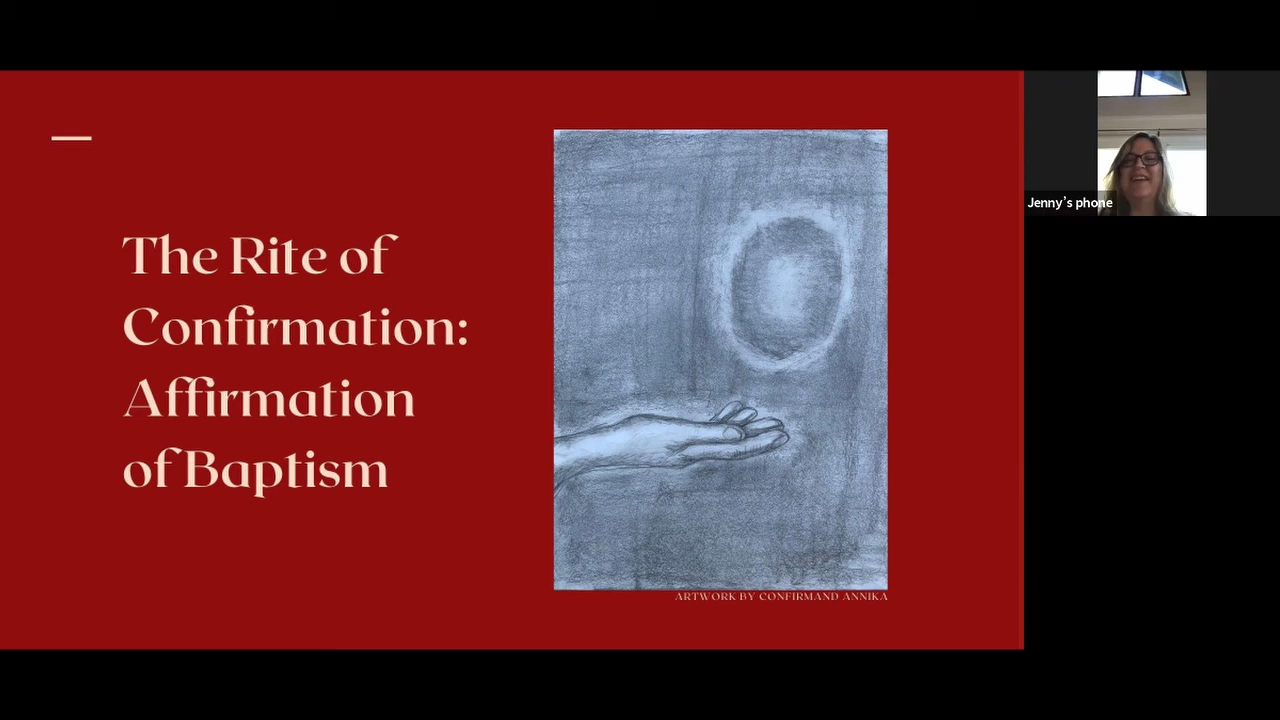 The Rite of
Confirmation:
Affirmation
of Baptism
ARTWORK BY CONFIRMAND ANNIKA
Jenny's phone